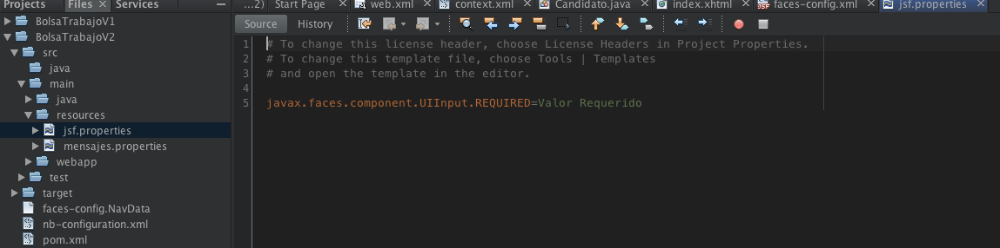 Projects Files Services
...2) Start Page web.xml context.xml Candidato.java index.xhtml faces-config.xml jsf.properties
BolsaTrabajoV1
BolsaTrabajoV2
src
java
main
java
resources
jsf.properties
mensajes.properties
webapp
test
target
faces-config.NavData
nb-configuration.xml
pom.xml
Source History
1 # To change this license header, choose License Headers in Project Properties.
2 # To change this template file, choose Tools | Templates
3 # and open the template in the editor.
4
5 javax.faces.component.UIInput.REQUIRED=Valor Requerido